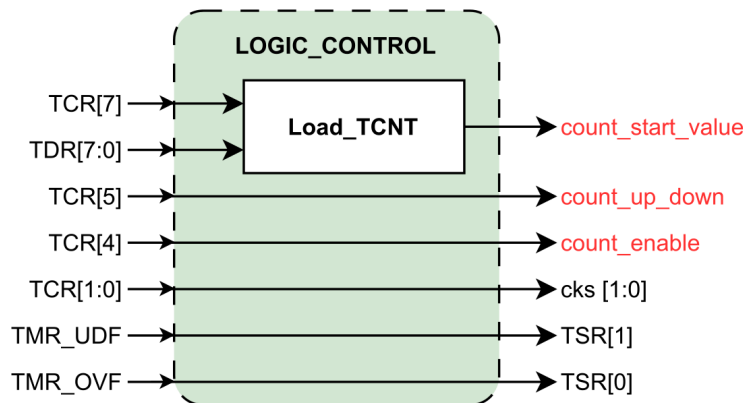 LOGIC_CONTROL
TCR[7]
Load_TCNT
count_start_value
TDR[7:0]
TCR[5]
count_up_down
TCR[4]
count_enable
TCR[1:0]
cks [1:0]
TMR_UDF
TSR[1]
TMR_OVF
TSR[0]